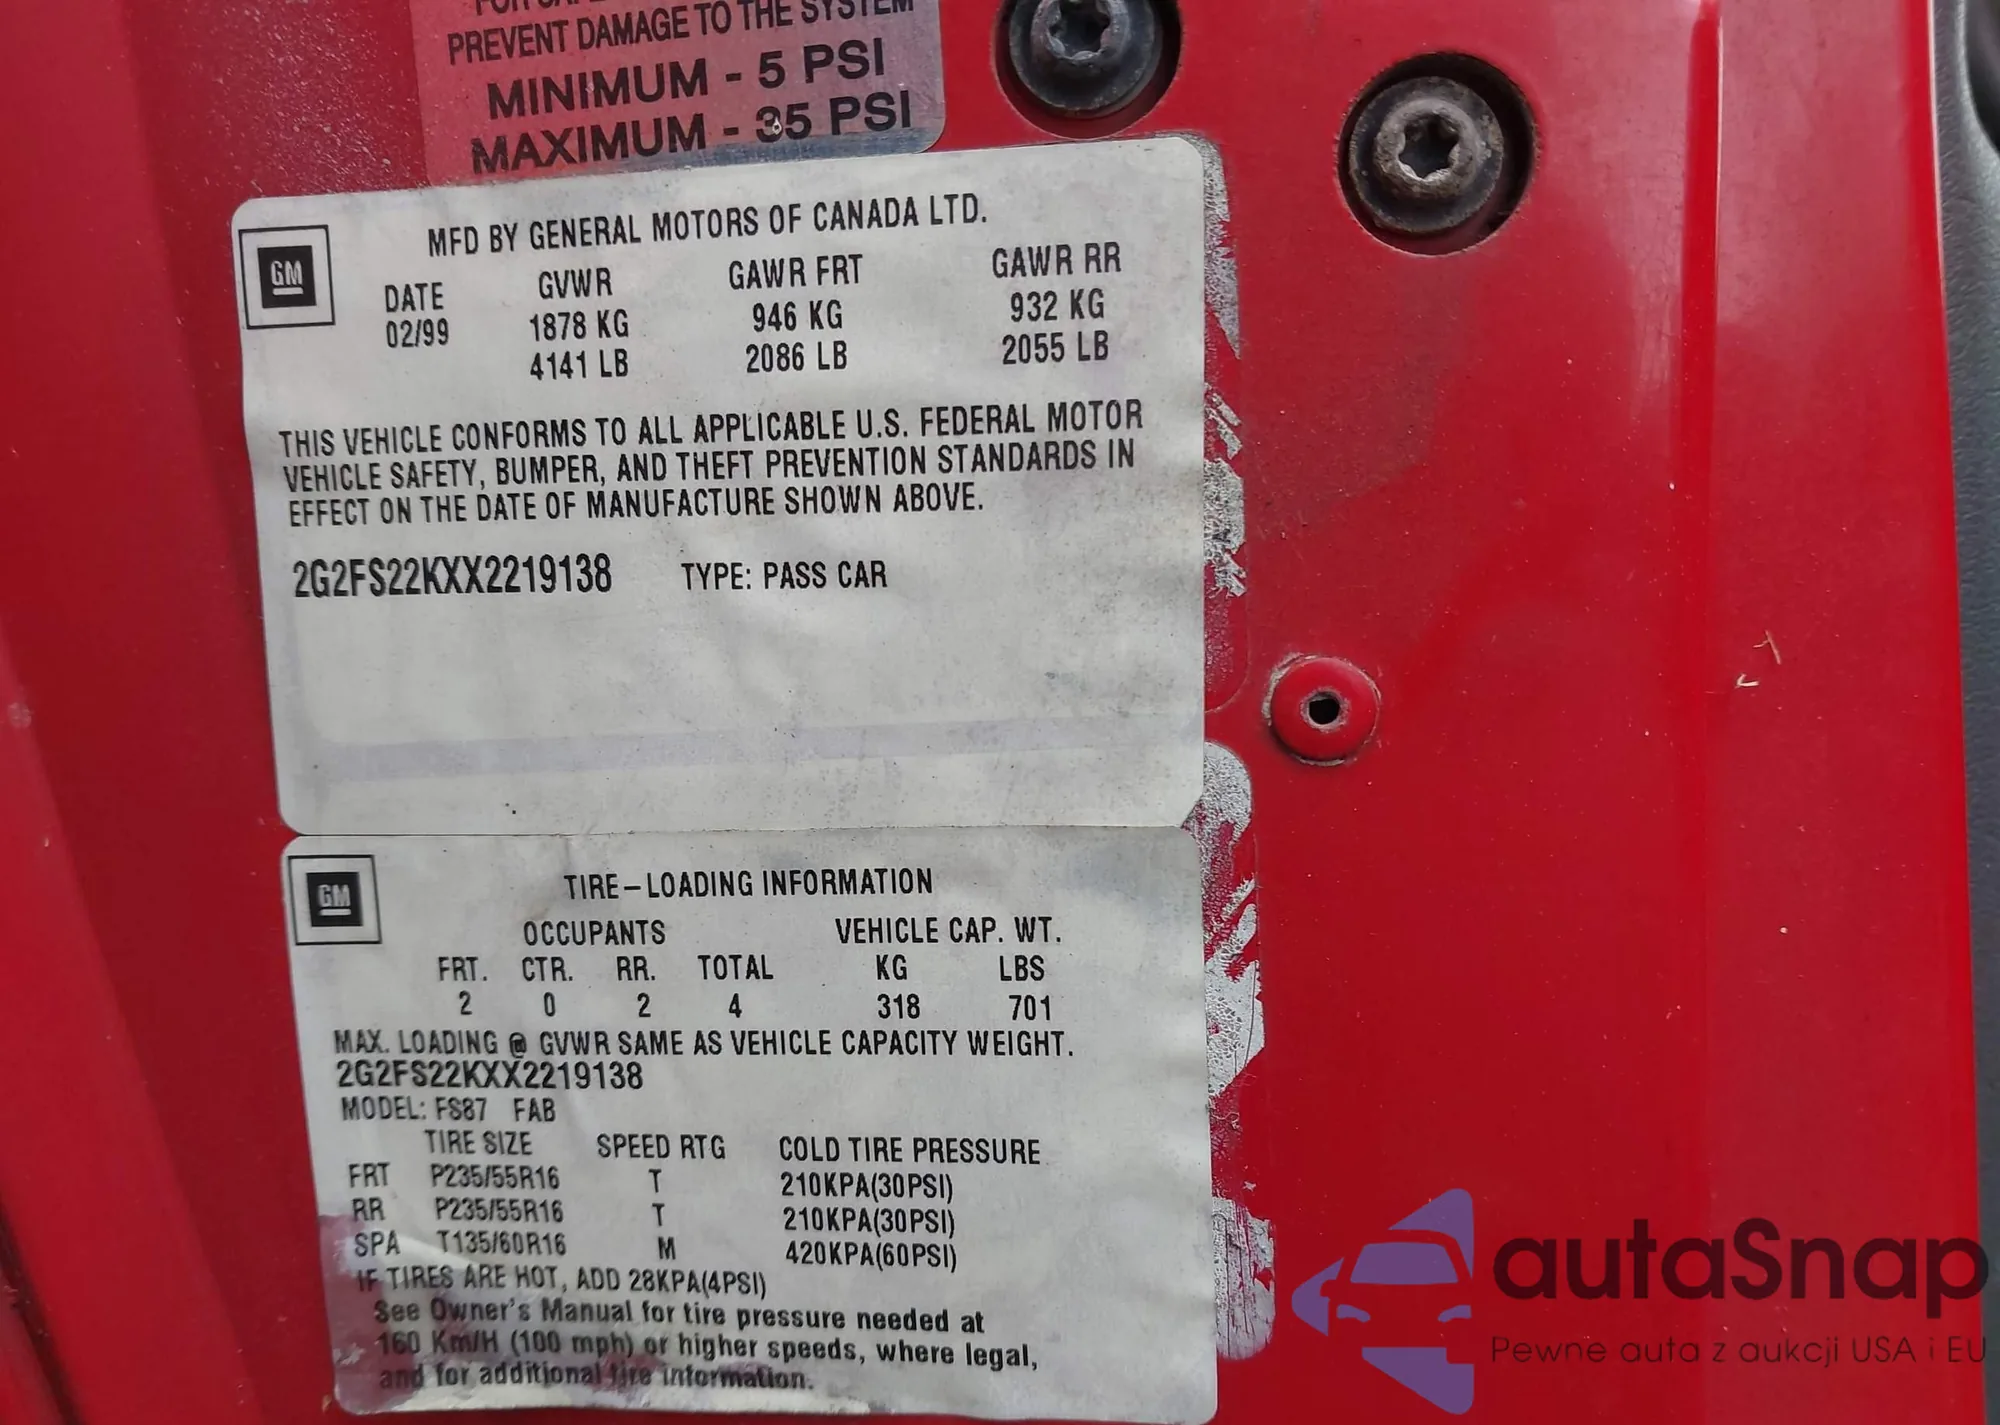 PREVENT DAMAGE TO THE SYSTEM
MINIMUM - 5 PSI
MAXIMUM - 35 PSI
GM
MFD BY GENERAL MOTORS OF CANADA LTD.
DATE GVWR GAWR FRT GAWR RR
02/99 1878 KG 946 KG 932 KG
4141 LB 2086 LB 2055 LB
THIS VEHICLE CONFORMS TO ALL APPLICABLE U.S. FEDERAL MOTOR
VEHICLE SAFETY, BUMPER, AND THEFT PREVENTION STANDARDS IN
EFFECT ON THE DATE OF MANUFACTURE SHOWN ABOVE.
2G2FS22KXX2219138 TYPE: PASS CAR
GM
TIRE-LOADING INFORMATION
OCCUPANTS VEHICLE CAP. WT.
FRT. CTR. RR. TOTAL KG LBS
2 0 2 4 318 701
MAX. LOADING @ GVWR SAME AS VEHICLE CAPACITY WEIGHT.
2G2FS22KXX2219138
MODEL: FS87 FAB
TIRE SIZE SPEED RTG COLD TIRE PRESSURE
FRT P235/55R16 T 210KPA(30PSI)
RR P235/55R16 T 210KPA(30PSI)
SPA T135/60R16 M 420KPA(60PSI)
IF TIRES ARE HOT, ADD 28KPA(4PSI)
See Owner's Manual for tire pressure needed at
160 Km/H (100 mph) or higher speeds, where legal,
and for additional tire information.
autaSnap
Pewne auta z aukcji USA i EU